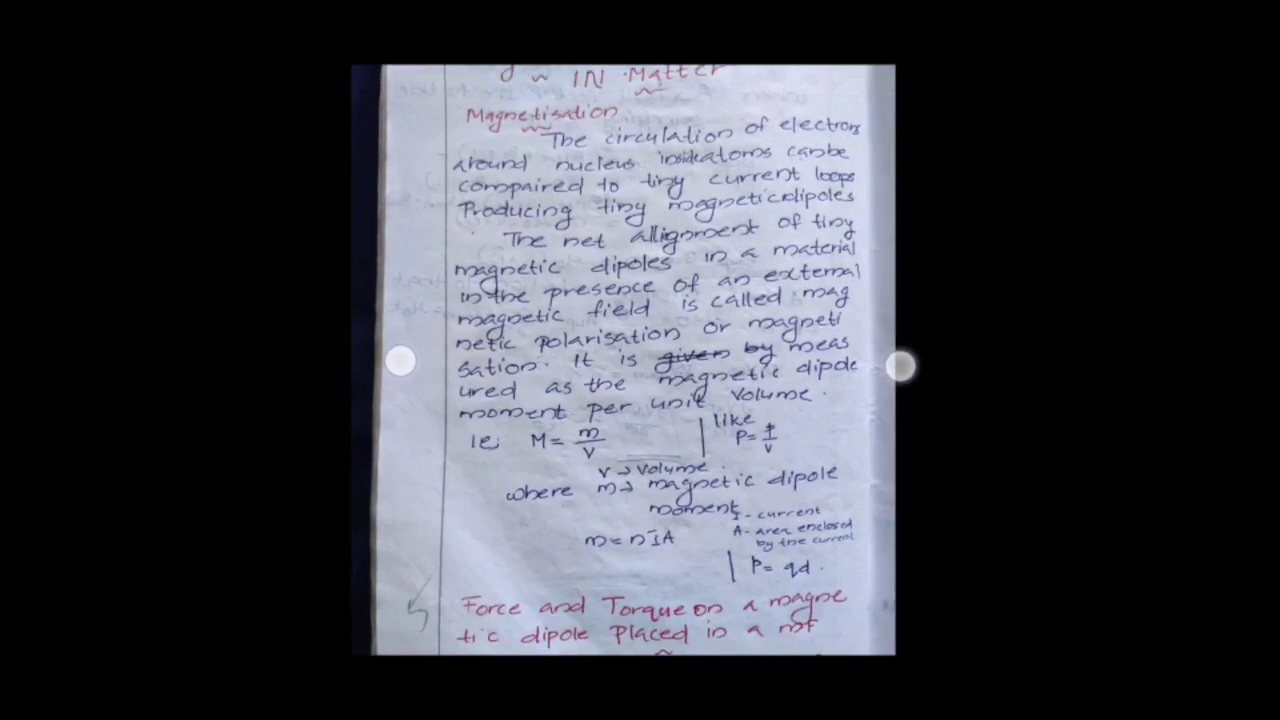 IN Matter
Magnetisation
The circulation of electrons
around nucleus inside atoms can be
compaired to tiny current loops
Producing tiny magnetic dipoles
The net allignment of tiny
magnetic dipoles in a material
in the presence of an external
magnetic field is called mag
netic polarisation or magneti
sation. It is given by meas
ured as the magnetic dipole
moment per unit volume.
ie; M = m/V | like P = p/V
V → Volume
where m → magnetic dipole
moment
I - current
m = nIA
A - area enclosed
by the current
| P = qd.
Force and Torque on a magne
tic dipole Placed in a mf